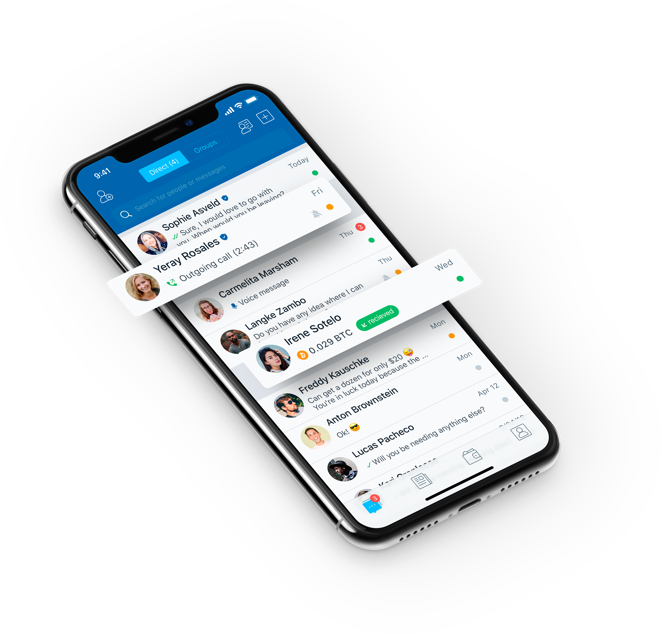 9:41
Direct (4)
Groups
Search for people or messages
Sophie Asveld
Today
Sure, I would love to go with
you. When would you be leaving?
Yeray Rosales
Fri
Outgoing call (2:43)
Carmelita Marsham
Thu
3
Voice message
Langke Zambo
Thu
Do you have any idea where I can
Irene Sotelo
Wed
0.029 BTC
recieved
Freddy Kauschke
Mon
Can get a dozen for only $20 😜
You're in luck today because the ...
Anton Brownstein
Mon
Ok! 😎
Lucas Pacheco
Apr 12
Will you be needing anything else?
3